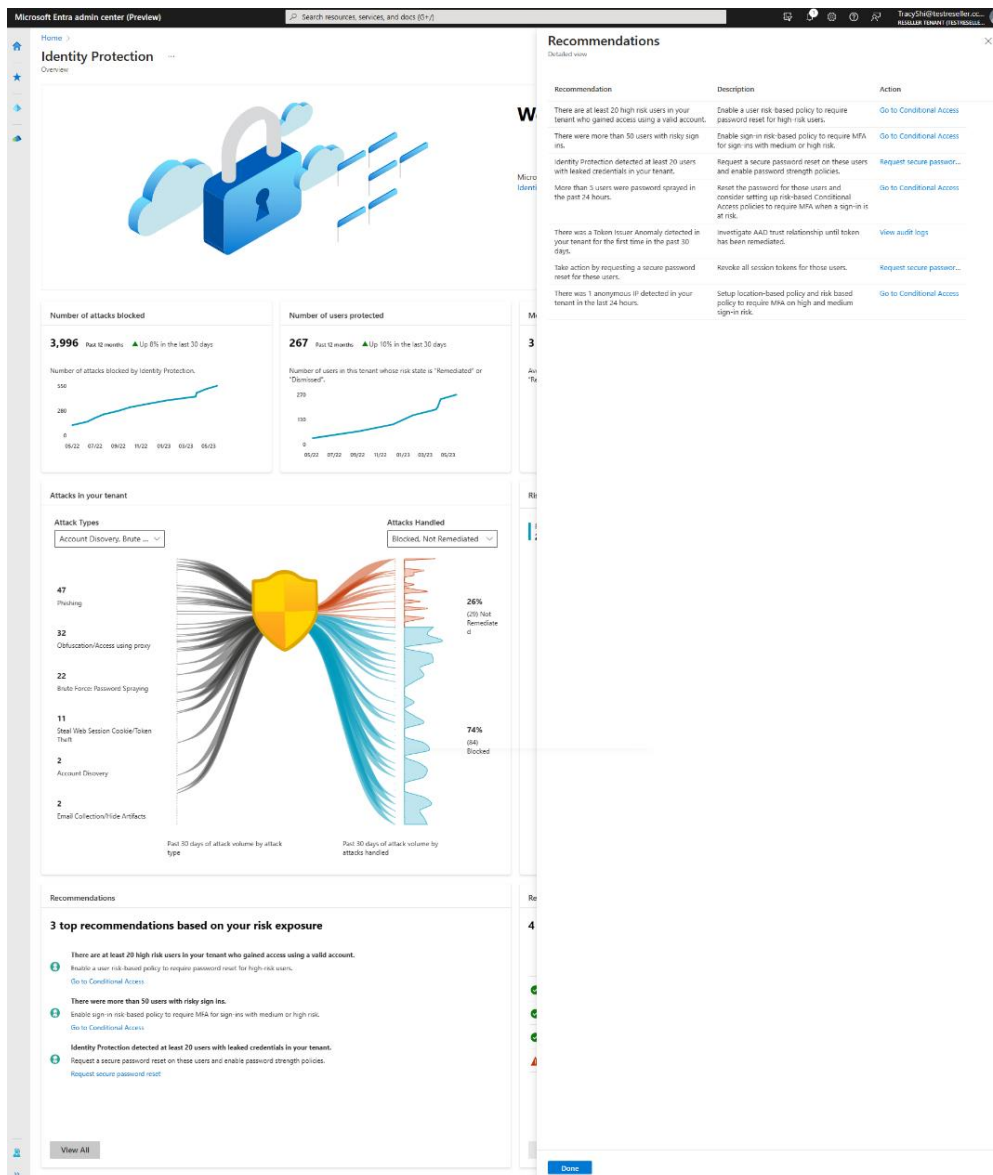 Microsoft Entra admin center (Preview)
Search resources, services, and docs (G+/)
1
TracyShi@testreseller.cc...
RESELLER TENANT (TESTRESELLE...
Home >
Identity Protection ...
Overview
We
Micro
Identi
Number of attacks blocked
3,996 Past 12 months ▲Up 8% in the last 30 days
Number of attacks blocked by Identity Protection.
550
280
0
05/22 07/22 09/22 11/22 01/23 03/23 05/23
Number of users protected
267 Past 12 months ▲Up 10% in the last 30 days
Number of users in this tenant whose risk state is "Remediated" or
"Dismissed".
270
0
05/22 07/22 09/22 11/22 01/23 03/23 05/23
3
Attacks in your tenant
Attack Types
Account Disovery, Brute ...
Attacks Handled
Blocked, Not Remediated
47
Phishing
32
Obfuscation/Access using proxy
22
Brute Force: Password Spraying
11
Steal Web Session Cookie/Token
Theft
2
Account Disovery
2
Email Collection/Hide Artifacts
26%
(29) Not
Remediate
d
74%
(84)
Blocked
Past 30 days of attack volume by attack
type
Past 30 days of attack volume by
attacks handled
Recommendations
3 top recommendations based on your risk exposure
There are at least 20 high risk users in your tenant who gained access using a valid account.
Enable a user risk-based policy to require password reset for high-risk users.
Go to Conditional Access
There were more than 50 users with risky sign ins.
Enable sign-in risk-based policy to require MFA for sign-ins with medium or high risk.
Go to Conditional Access
Identity Protection detected at least 20 users with leaked credentials in your tenant.
Request a secure password reset on these users and enable password strength policies.
Request secure password reset
View All
Re
4
Recommendations
Detailed view
Recommendation Description Action
There are at least 20 high risk users in your
tenant who gained access using a valid account.
Enable a user risk-based policy to require
password reset for high-risk users.
Go to Conditional Access
There were more than 50 users with risky sign
ins.
Enable sign-in risk-based policy to require MFA
for sign-ins with medium or high risk.
Go to Conditional Access
Identity Protection detected at least 20 users
with leaked credentials in your tenant.
Request a secure password reset on these users
and enable password strength policies.
Request secure passwor...
More than 5 users were password sprayed in
the past 24 hours.
Reset the password for those users and
consider setting up risk-based Conditional
Access policies to require MFA when a sign-in is
at risk.
Go to Conditional Access
There was a Token Issuer Anomaly detected in
your tenant for the first time in the past 30
days.
Investigate AAD trust relationship until token
has been remediated.
View audit logs
Take action by requesting a secure password
reset for these users.
Revoke all session tokens for those users.
Request secure passwor...
There was 1 anonymous IP detected in your
tenant in the last 24 hours.
Setup location-based policy and risk based
policy to require MFA on high and medium
sign-in risk.
Go to Conditional Access
Done